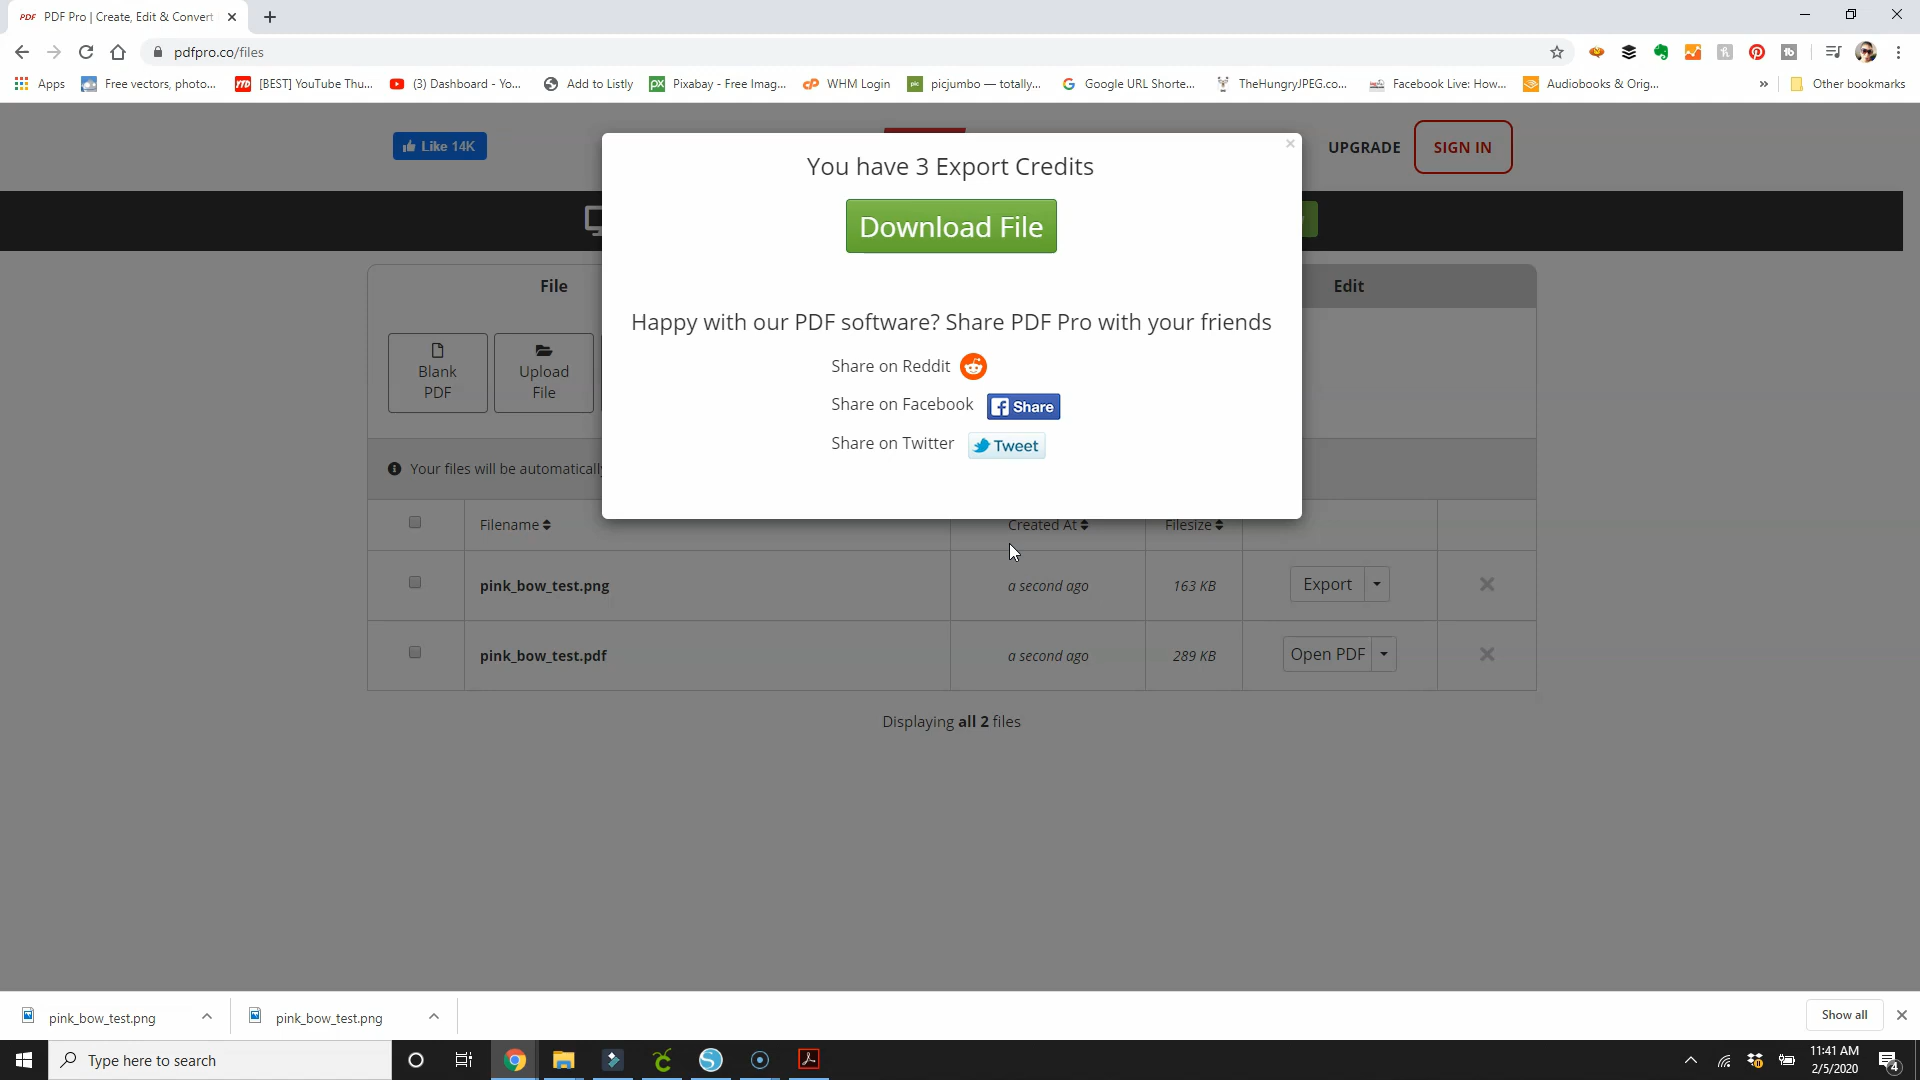 PDF PDF Pro | Create, Edit & Convert
pdfpro.co/files
Apps Free vectors, photo... [BEST] YouTube Thu... (3) Dashboard - Yo... Add to Listly Pixabay - Free Imag... WHM Login picjumbo — totally... Google URL Shorte... TheHungryJPEG.co... Facebook Live: How... Audiobooks & Orig... » Other bookmarks
Like 14K
UPGRADE
SIGN IN
You have 3 Export Credits
Download File
Happy with our PDF software? Share PDF Pro with your friends
Share on Reddit
Share on Facebook Share
Share on Twitter Tweet
File
Edit
Blank
PDF
Upload
File
Your files will be automatically
Filename Created At Filesize
pink_bow_test.png a second ago 163 KB Export
pink_bow_test.pdf a second ago 289 KB Open PDF
Displaying all 2 files
pink_bow_test.png pink_bow_test.png Show all
Type here to search
11:41 AM
2/5/2020
4